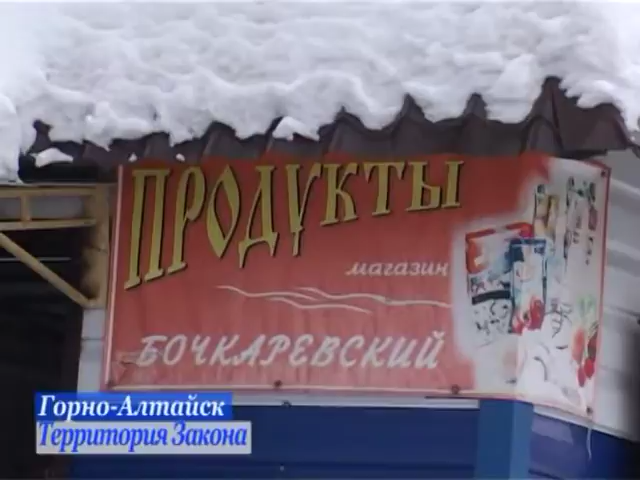 ПРОДУКТЫ
магазин
БОЧКАРЕВСКИЙ
Горно-Алтайск
Территория Закона